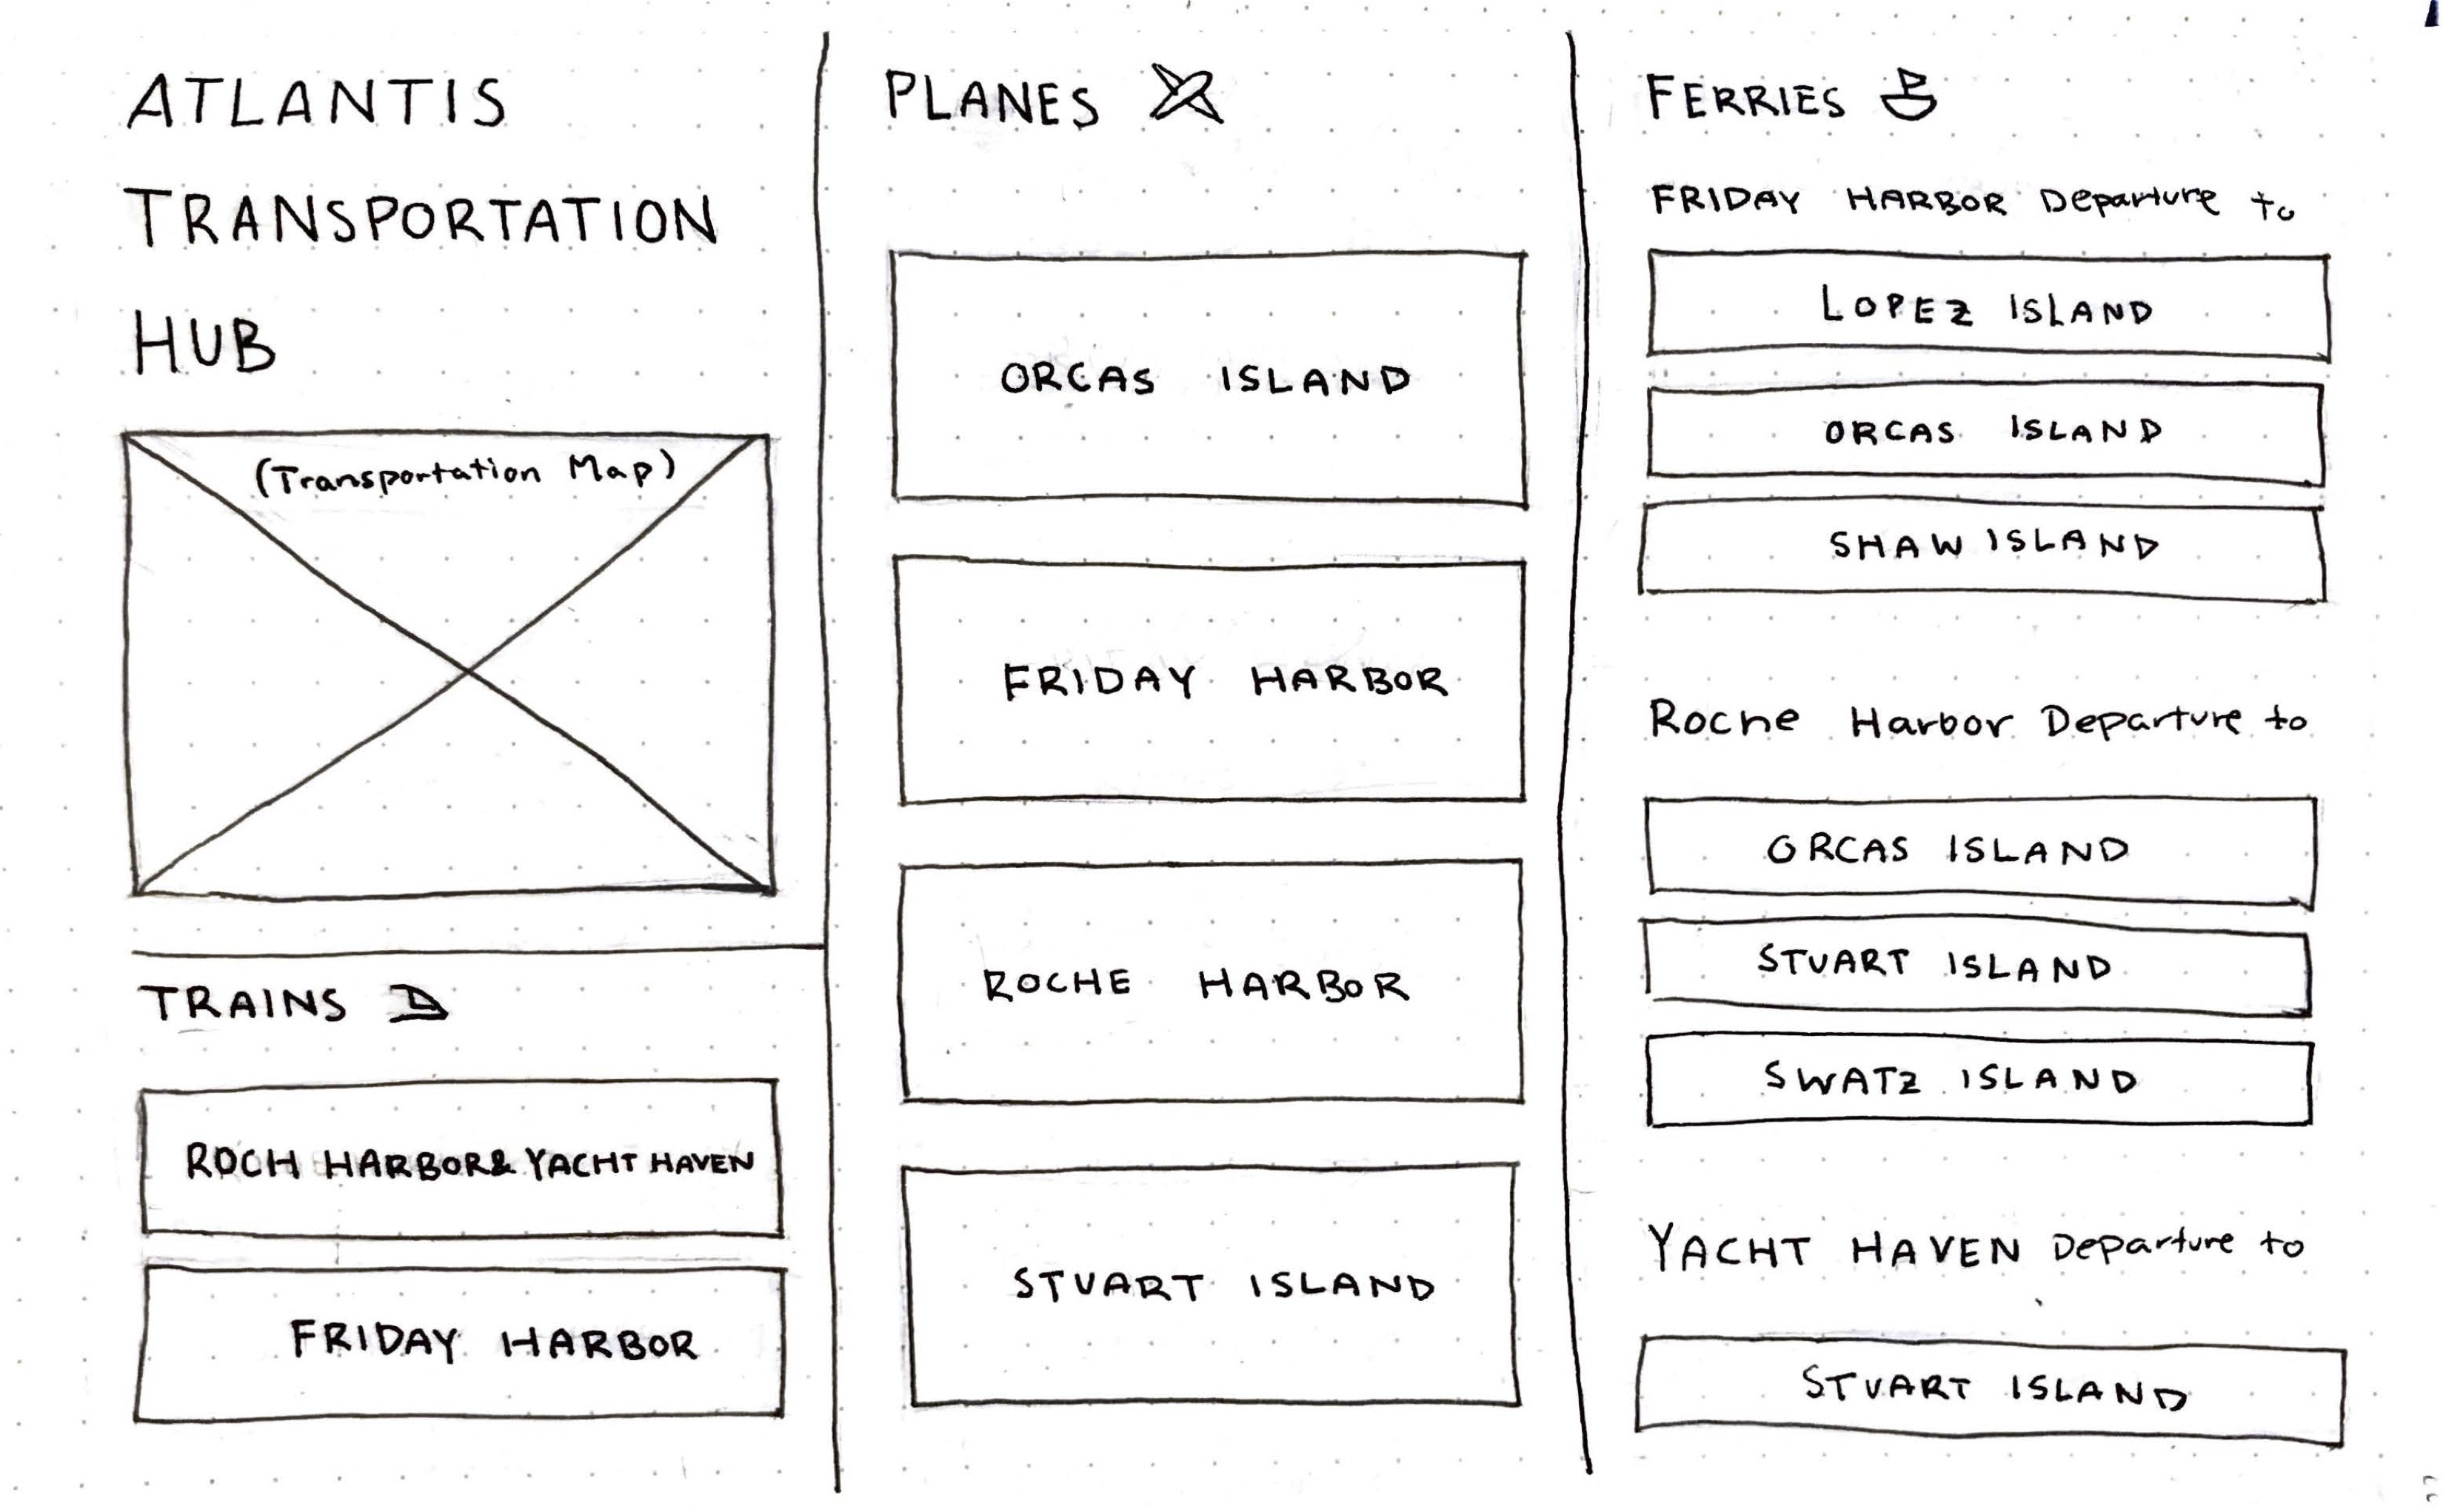 ATLANTIS
TRANSPORTATION
HUB
(Transportation Map)
TRAINS
ROCH HARBOR & YACHT HAVEN
FRIDAY HARBOR
PLANES
ORCAS ISLAND
FRIDAY HARBOR
ROCHE HARBOR
STUART ISLAND
FERRIES
FRIDAY HARBOR Departure to
LOPEZ ISLAND
ORCAS ISLAND
SHAW ISLAND
Roche Harbor Departure to
ORCAS ISLAND
STUART ISLAND
SWATZ ISLAND
YACHT HAVEN Departure to
STUART ISLAND